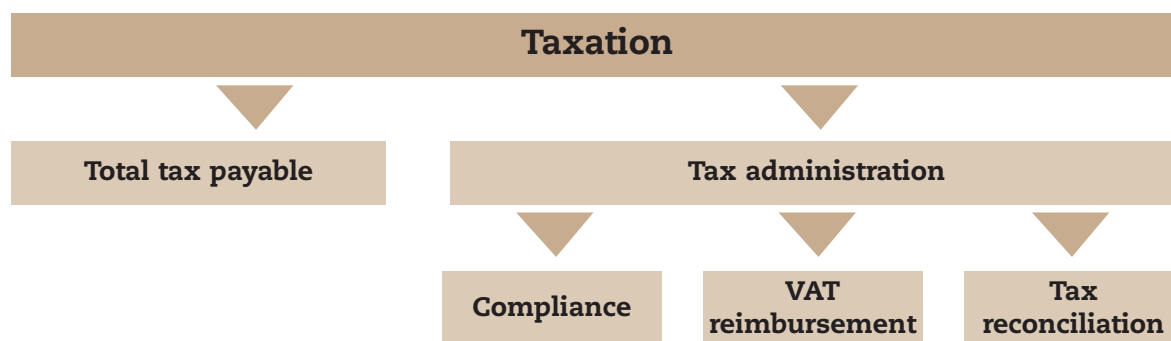 Taxation
Total tax payable
Tax administration
Compliance
VAT
reimbursement
Tax
reconciliation